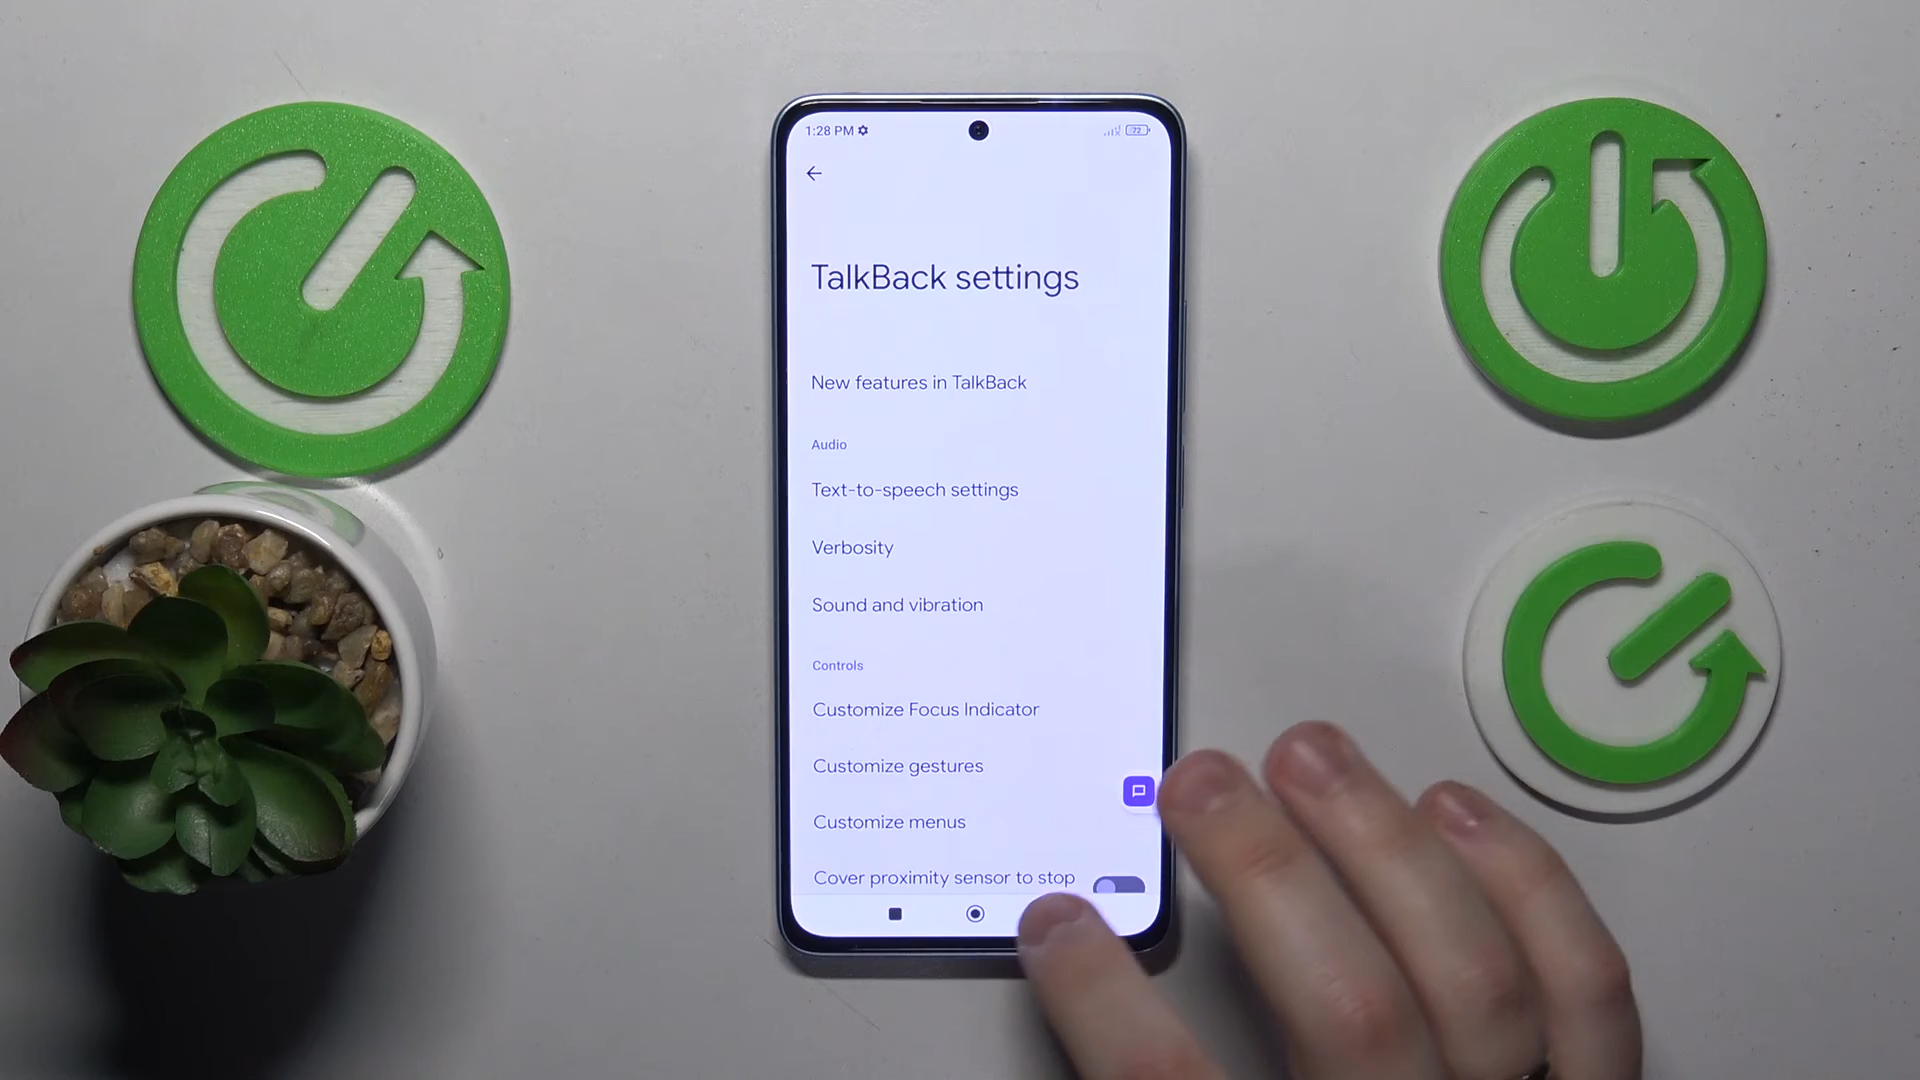 1:28 PM
72
TalkBack settings
New features in TalkBack
Audio
Text-to-speech settings
Verbosity
Sound and vibration
Controls
Customize Focus Indicator
Customize gestures
Customize menus
Cover proximity sensor to stop